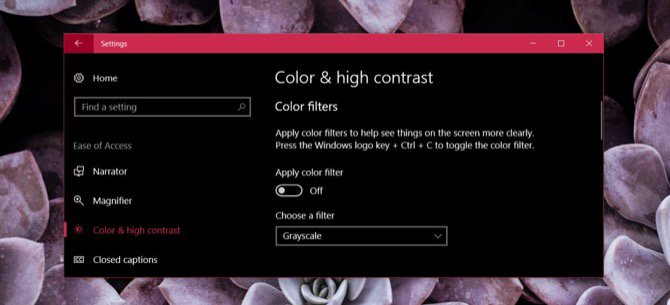 Settings
Home
Find a setting
Ease of Access
Narrator
Magnifier
Color & high contrast
Closed captions
Color & high contrast
Color filters
Apply color filters to help see things on the screen more clearly.
Press the Windows logo key + Ctrl + C to toggle the color filter.
Apply color filter
Off
Choose a filter
Grayscale